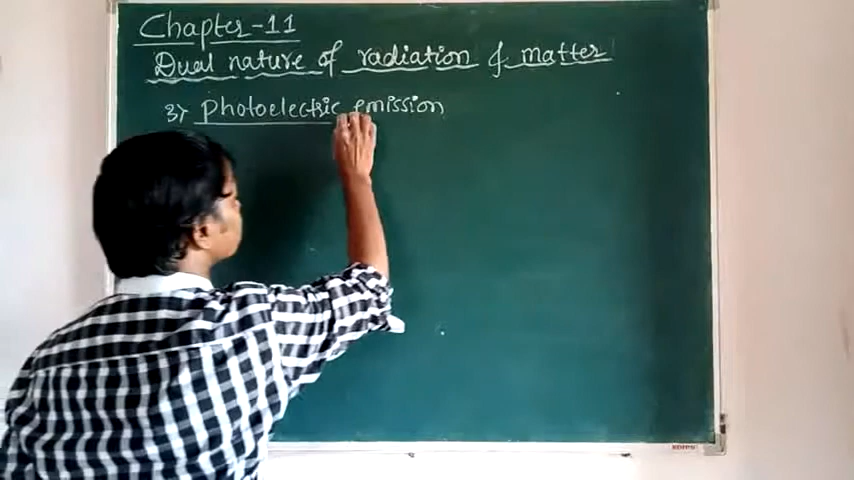 Chapter-11
Dual nature of radiation & matter
3> Photoelectric emission